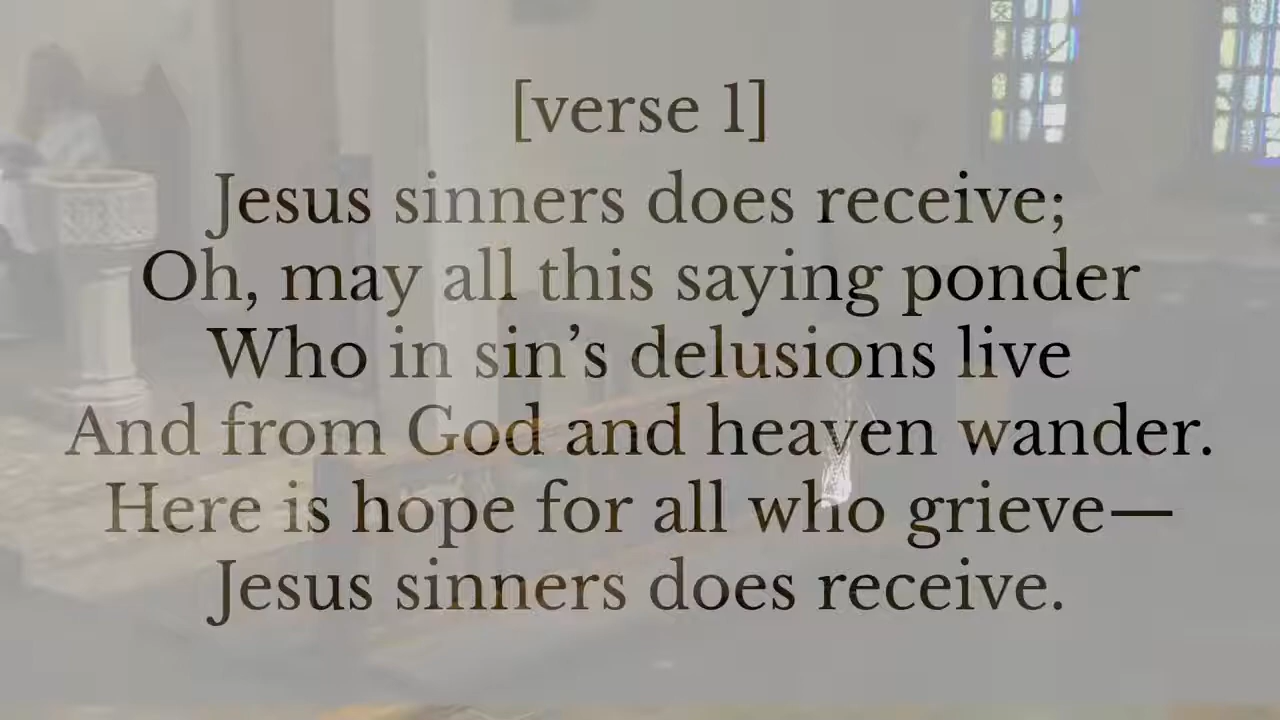 [verse 1]
Jesus sinners does receive;
Oh, may all this saying ponder
Who in sin’s delusions live
And from God and heaven wander.
Here is hope for all who grieve—
Jesus sinners does receive.